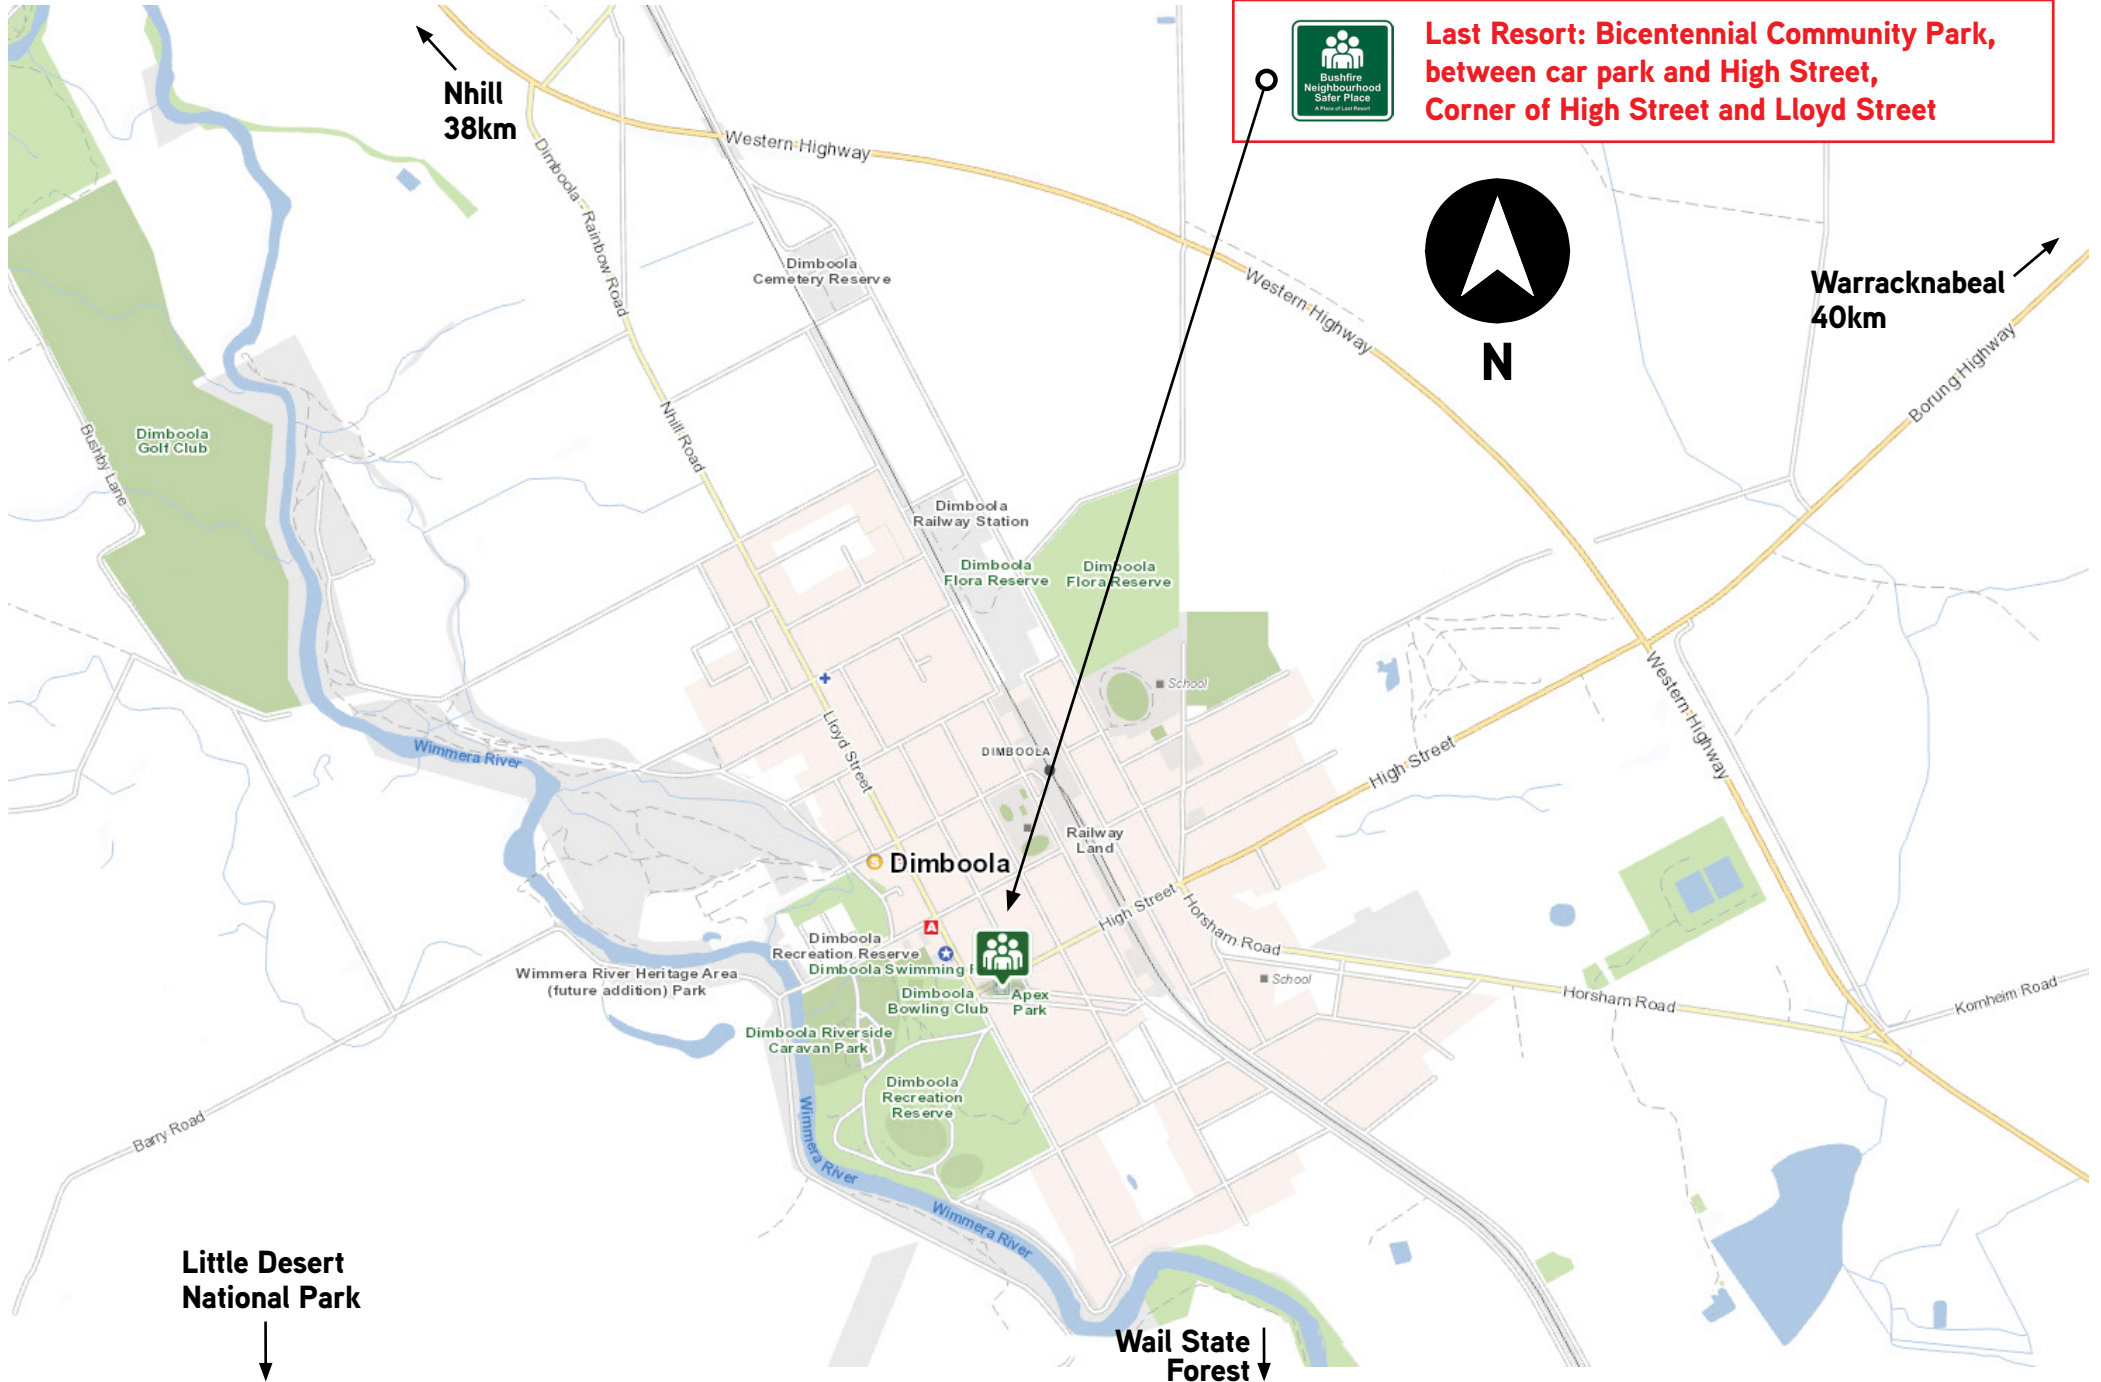 Last Resort: Bicentennial Community Park,
between car park and High Street,
Corner of High Street and Lloyd Street
Bushfire
Neighbourhood
Safer Place
A Place of Last Resort
Nhill
38km
Western Highway
Dimboola - Rainbow Road
Dimboola
Cemetery Reserve
Western Highway
Warracknabeal
40km
N
Borung Highway
Nhill Road
Bushby Lane
Dimboola
Golf Club
Dimboola
Railway Station
Dimboola
Flora Reserve
Dimboola
Flora Reserve
School
Western Highway
Lloyd Street
Wimmera River
DIMBOOLA
High Street
Railway
Land
S
Dimboola
High Street
Horsham Road
A
Dimboola
Recreation Reserve
Dimboola Swimming P
Wimmera River Heritage Area
(future addition) Park
Dimboola
Bowling Club
Apex
Park
School
Horsham Road
Kornheim Road
Dimboola Riverside
Caravan Park
Dimboola
Recreation
Reserve
Barry Road
Wimmera River
Wimmera River
Little Desert
National Park
Wail State
Forest